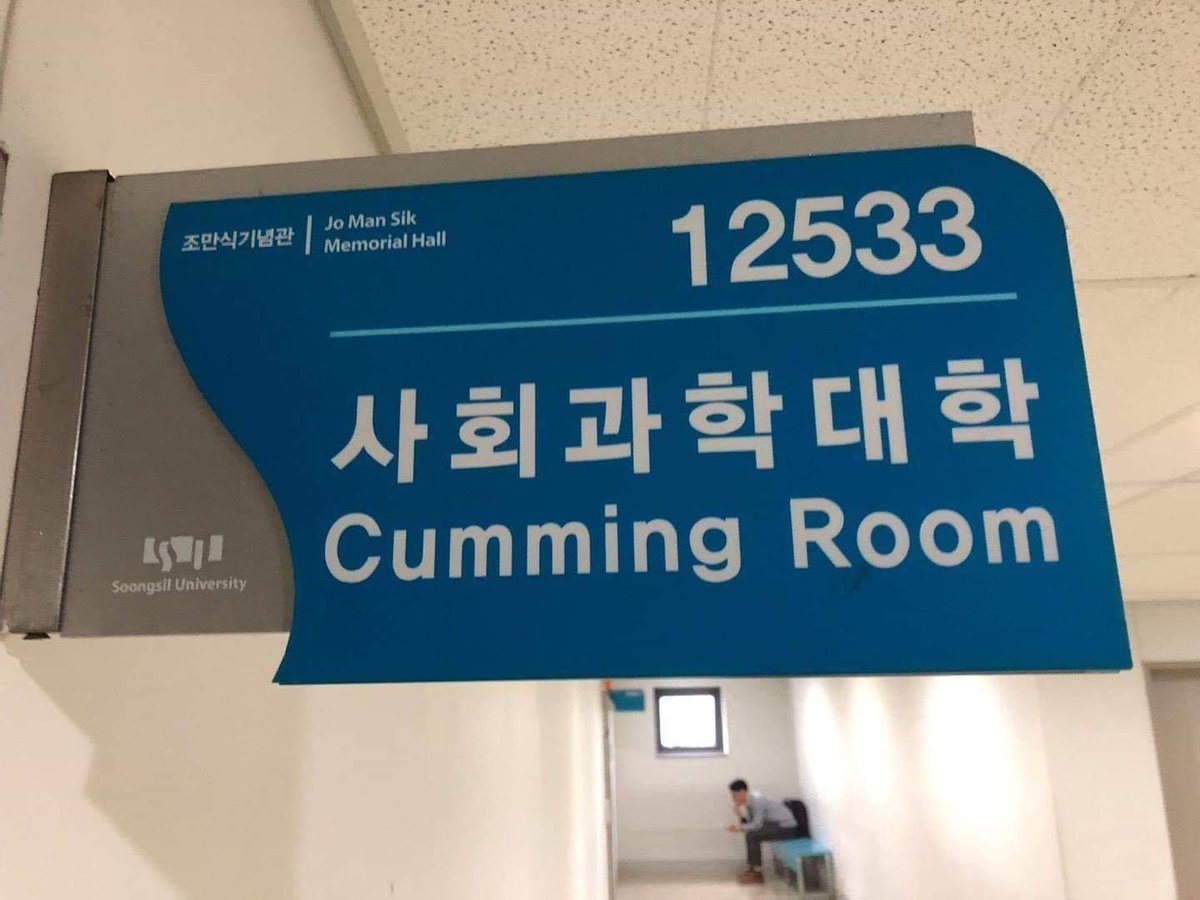 조만식기념관 | Jo Man Sik
Memorial Hall
12533
사회과학대학
Cumming Room
Soongsil University